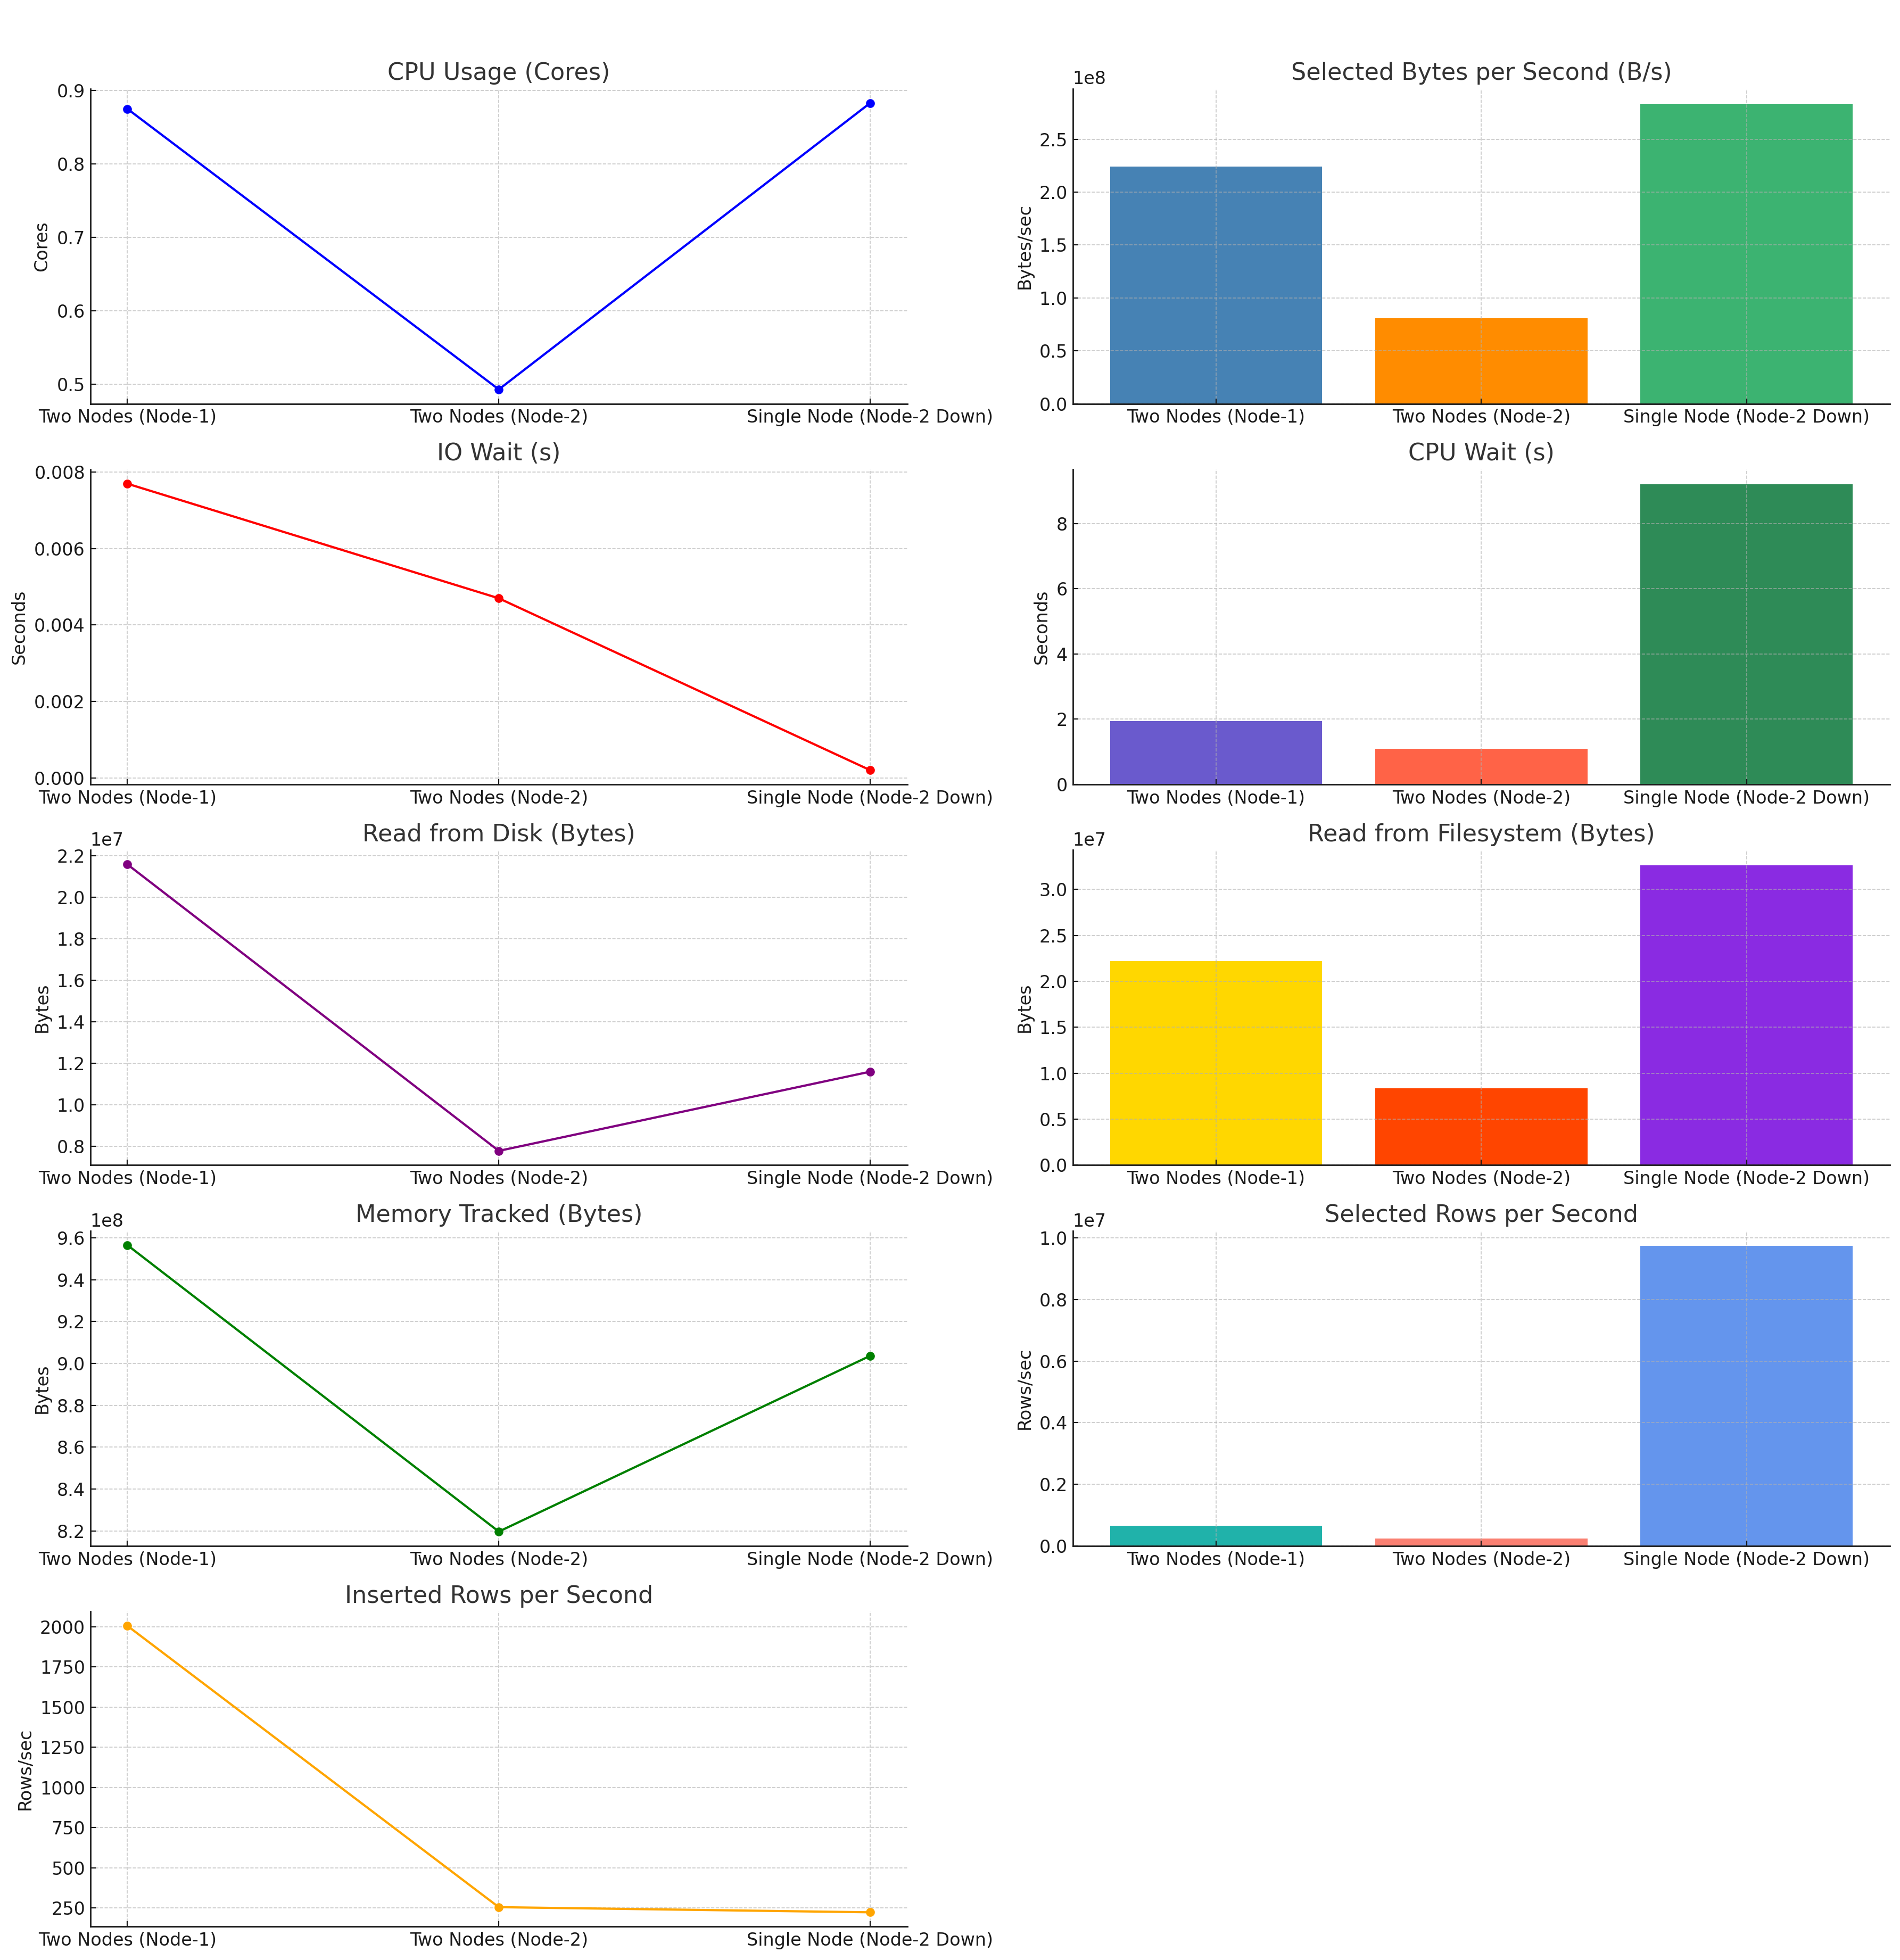 CPU Usage (Cores)
Cores
0.9
0.8
0.7
0.6
0.5
Two Nodes (Node-1)
Two Nodes (Node-2)
Single Node (Node-2 Down)
Selected Bytes per Second (B/s)
1e8
Bytes/sec
2.5
2.0
1.5
1.0
0.5
0.0
Two Nodes (Node-1)
Two Nodes (Node-2)
Single Node (Node-2 Down)
IO Wait (s)
Seconds
0.008
0.006
0.004
0.002
0.000
Two Nodes (Node-1)
Two Nodes (Node-2)
Single Node (Node-2 Down)
CPU Wait (s)
Seconds
8
6
4
2
0
Two Nodes (Node-1)
Two Nodes (Node-2)
Single Node (Node-2 Down)
Read from Disk (Bytes)
1e7
Bytes
2.2
2.0
1.8
1.6
1.4
1.2
1.0
0.8
Two Nodes (Node-1)
Two Nodes (Node-2)
Single Node (Node-2 Down)
Read from Filesystem (Bytes)
1e7
Bytes
3.0
2.5
2.0
1.5
1.0
0.5
0.0
Two Nodes (Node-1)
Two Nodes (Node-2)
Single Node (Node-2 Down)
Memory Tracked (Bytes)
1e8
Bytes
9.6
9.4
9.2
9.0
8.8
8.6
8.4
8.2
Two Nodes (Node-1)
Two Nodes (Node-2)
Single Node (Node-2 Down)
Selected Rows per Second
1e7
Rows/sec
1.0
0.8
0.6
0.4
0.2
0.0
Two Nodes (Node-1)
Two Nodes (Node-2)
Single Node (Node-2 Down)
Inserted Rows per Second
Rows/sec
2000
1750
1500
1250
1000
750
500
250
Two Nodes (Node-1)
Two Nodes (Node-2)
Single Node (Node-2 Down)